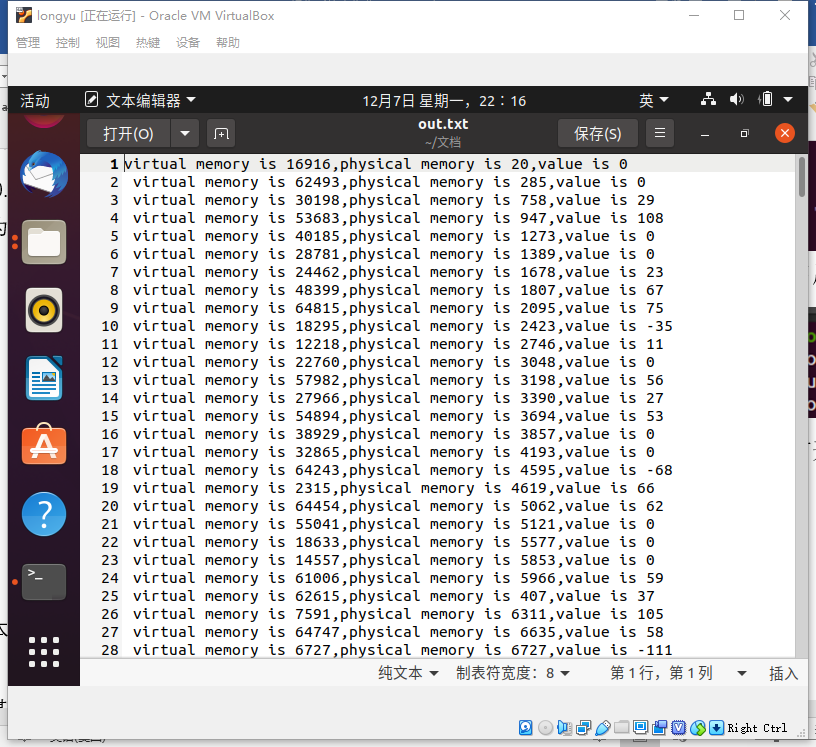 longyu [正在运行] - Oracle VM VirtualBox
管理 控制 视图 热键 设备 帮助
活动 文本编辑器 12月7日 星期一, 22：16 英
打开(O) out.txt 保存(S)
~/文档
1 virtual memory is 16916,physical memory is 20,value is 0
2 virtual memory is 62493,physical memory is 285,value is 0
3 virtual memory is 30198,physical memory is 758,value is 29
4 virtual memory is 53683,physical memory is 947,value is 108
5 virtual memory is 40185,physical memory is 1273,value is 0
6 virtual memory is 28781,physical memory is 1389,value is 0
7 virtual memory is 24462,physical memory is 1678,value is 23
8 virtual memory is 48399,physical memory is 1807,value is 67
9 virtual memory is 64815,physical memory is 2095,value is 75
10 virtual memory is 18295,physical memory is 2423,value is -35
11 virtual memory is 12218,physical memory is 2746,value is 11
12 virtual memory is 22760,physical memory is 3048,value is 0
13 virtual memory is 57982,physical memory is 3198,value is 56
14 virtual memory is 27966,physical memory is 3390,value is 27
15 virtual memory is 54894,physical memory is 3694,value is 53
16 virtual memory is 38929,physical memory is 3857,value is 0
17 virtual memory is 32865,physical memory is 4193,value is 0
18 virtual memory is 64243,physical memory is 4595,value is -68
19 virtual memory is 2315,physical memory is 4619,value is 66
20 virtual memory is 64454,physical memory is 5062,value is 62
21 virtual memory is 55041,physical memory is 5121,value is 0
22 virtual memory is 18633,physical memory is 5577,value is 0
23 virtual memory is 14557,physical memory is 5853,value is 0
24 virtual memory is 61006,physical memory is 5966,value is 59
25 virtual memory is 62615,physical memory is 407,value is 37
26 virtual memory is 7591,physical memory is 6311,value is 105
27 virtual memory is 64747,physical memory is 6635,value is 58
28 virtual memory is 6727,physical memory is 6727,value is -111
纯文本 制表符宽度：8 第 1 行，第 1 列 插入
Right Ctrl